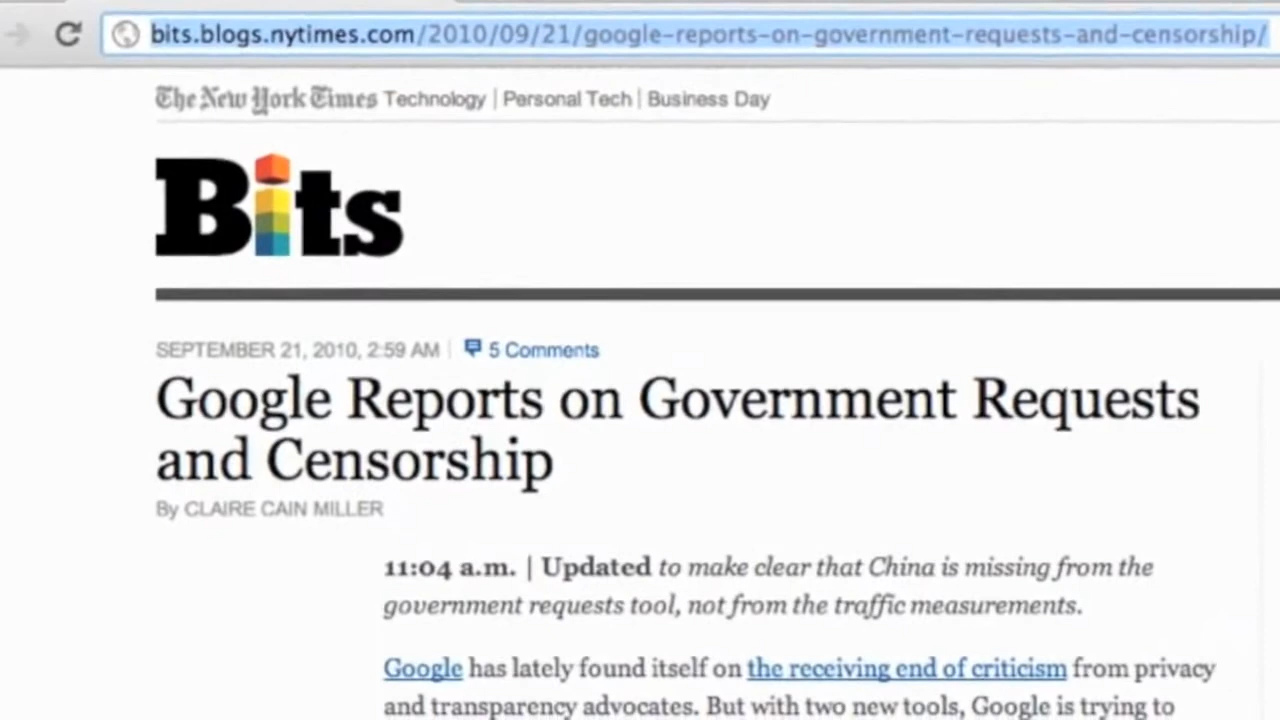 bits.blogs.nytimes.com/2010/09/21/google-reports-on-government-requests-and-censorship/
The New York Times Technology | Personal Tech | Business Day
Bits
SEPTEMBER 21, 2010, 2:59 AM | 5 Comments
Google Reports on Government Requests
and Censorship
By CLAIRE CAIN MILLER
11:04 a.m. | Updated to make clear that China is missing from the
government requests tool, not from the traffic measurements.
Google has lately found itself on the receiving end of criticism from privacy
and transparency advocates. But with two new tools, Google is trying to